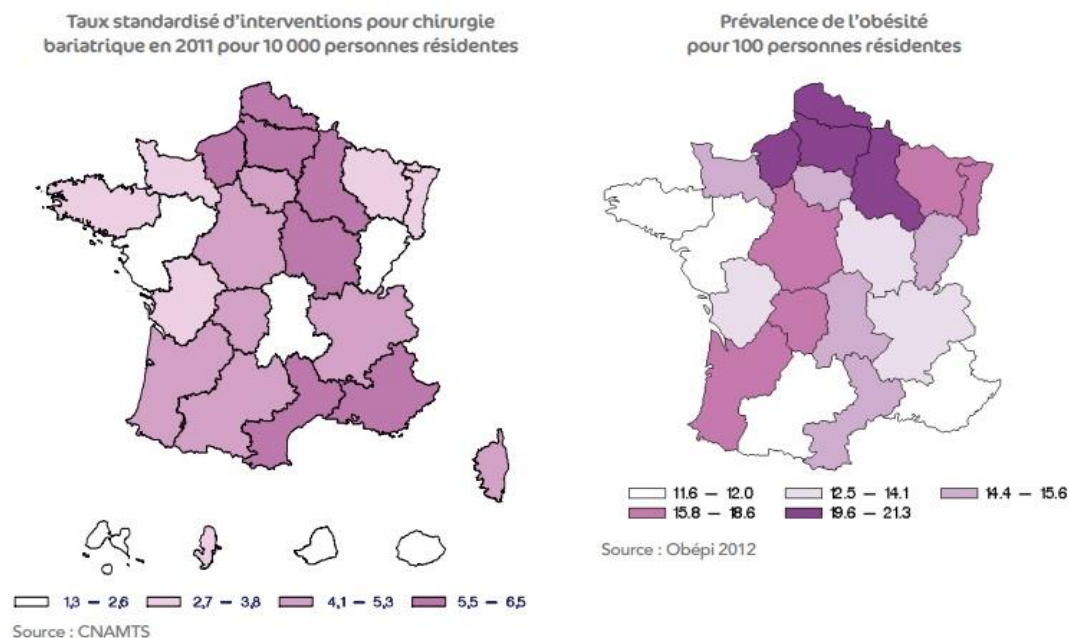 Taux standardisé d’interventions pour chirurgie
bariatrique en 2011 pour 10 000 personnes résidentes
1,3 – 2,6
2,7 – 3,8
4,1 – 5,3
5,5 – 6,5
Source : CNAMTS
Prévalence de l’obésité
pour 100 personnes résidentes
11.6 – 12.0
12.5 – 14.1
14.4 – 15.6
15.8 – 18.6
19.6 – 21.3
Source : Obépi 2012